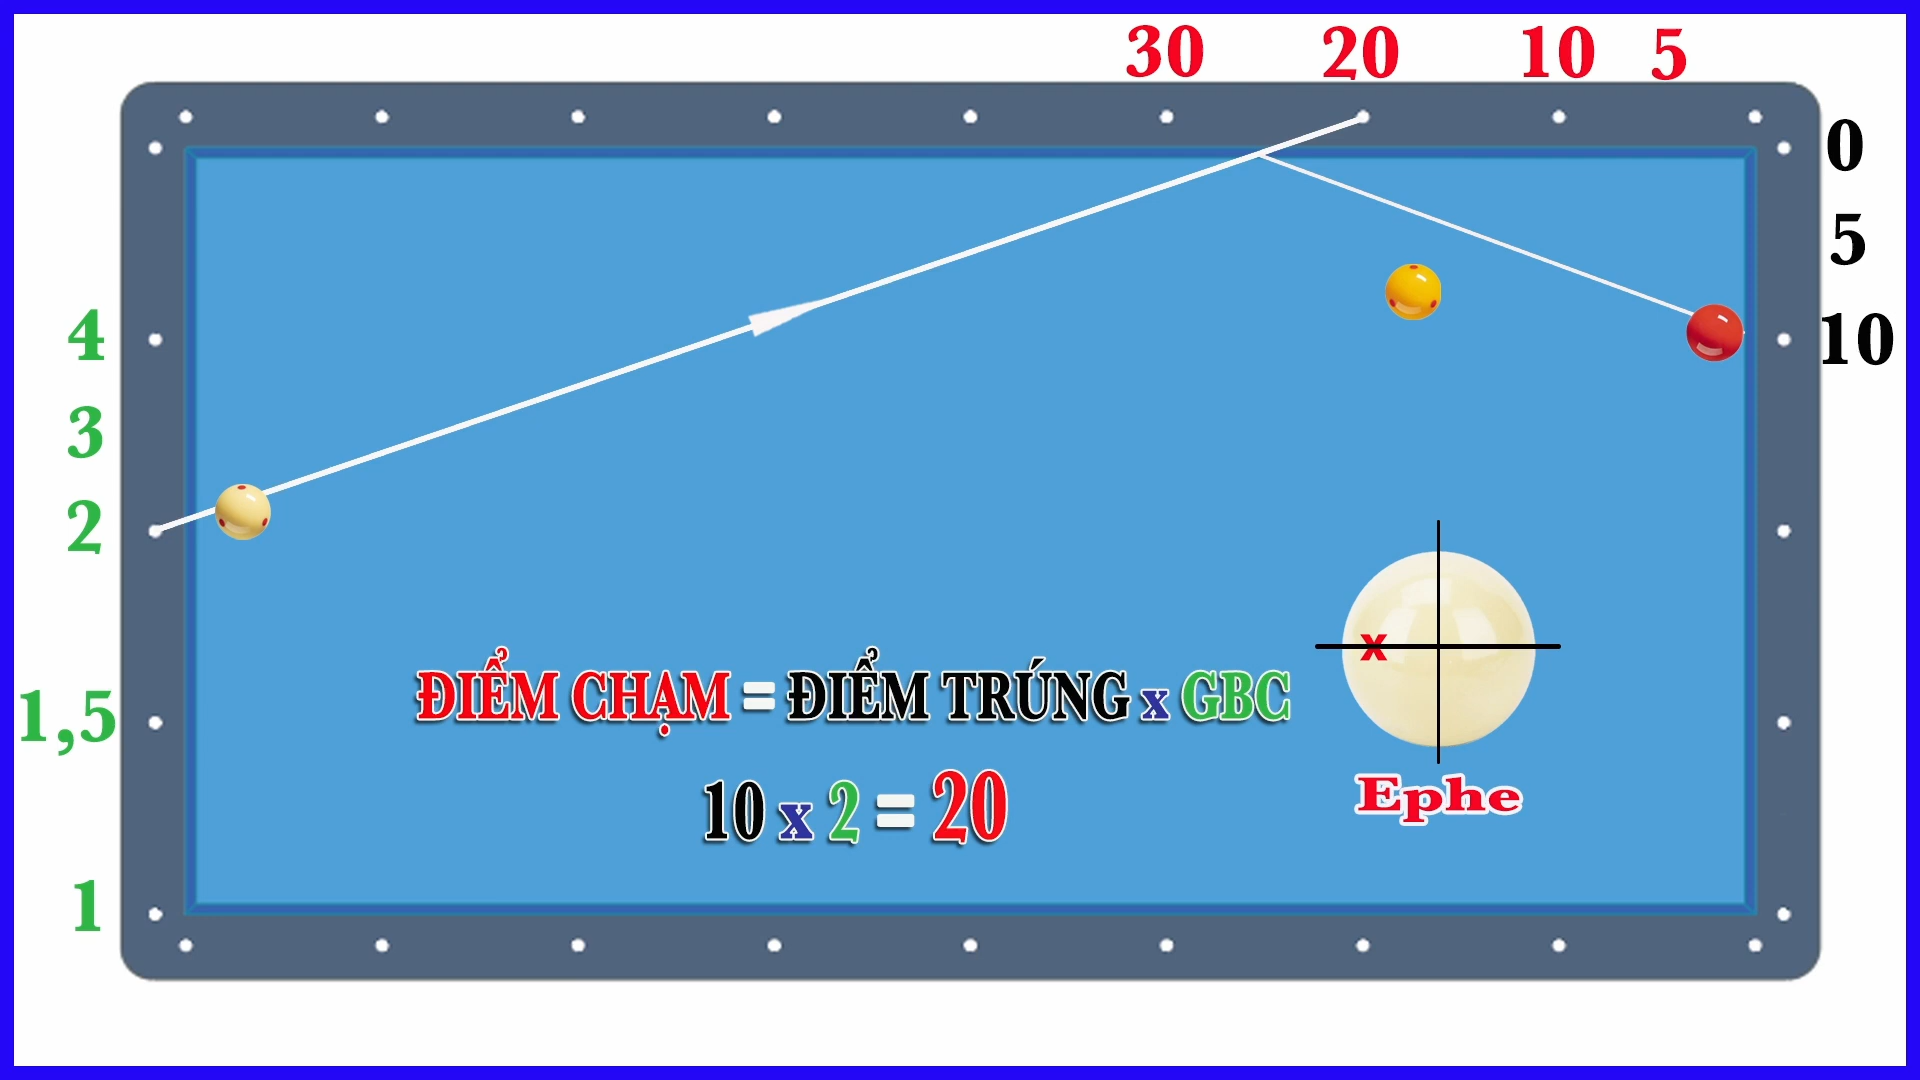 30 20 10 5
0
5
10
4
3
2
1,5
1
ĐIỂM CHẠM = ĐIỂM TRÚNG x GBC
10 x 2 = 20
x
Ephe